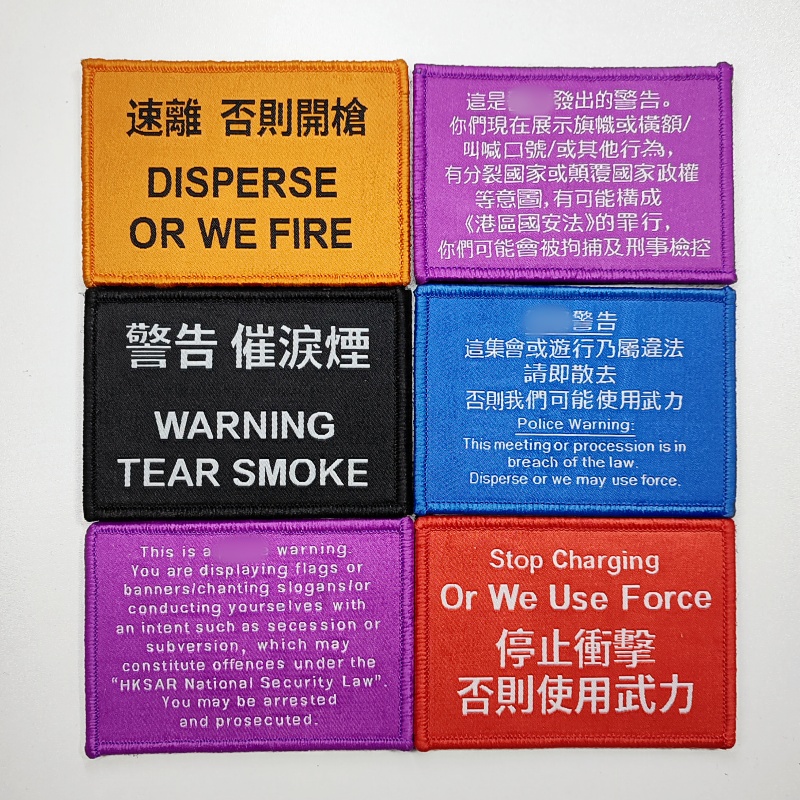 速離 否則開槍
DISPERSE
OR WE FIRE
這是 發出的警告。
你們現在展示旗幟或橫額/
叫喊口號/或其他行為，
有分裂國家或顛覆國家政權
等意圖，有可能構成
《港區國安法》的罪行，
你們可能會被拘捕及刑事檢控
警告 催淚煙
WARNING
TEAR SMOKE
警告
這集會或遊行乃屬違法
請即散去
否則我們可能使用武力
Police Warning:
This meeting or procession is in
breach of the law.
Disperse or we may use force.
This is a warning.
You are displaying flags or
banners/chanting slogans/or
conducting yourselves with
an intent such as secession or
subversion, which may
constitute offences under the
"HKSAR National Security Law".
You may be arrested
and prosecuted.
Stop Charging
Or We Use Force
停止衝擊
否則使用武力